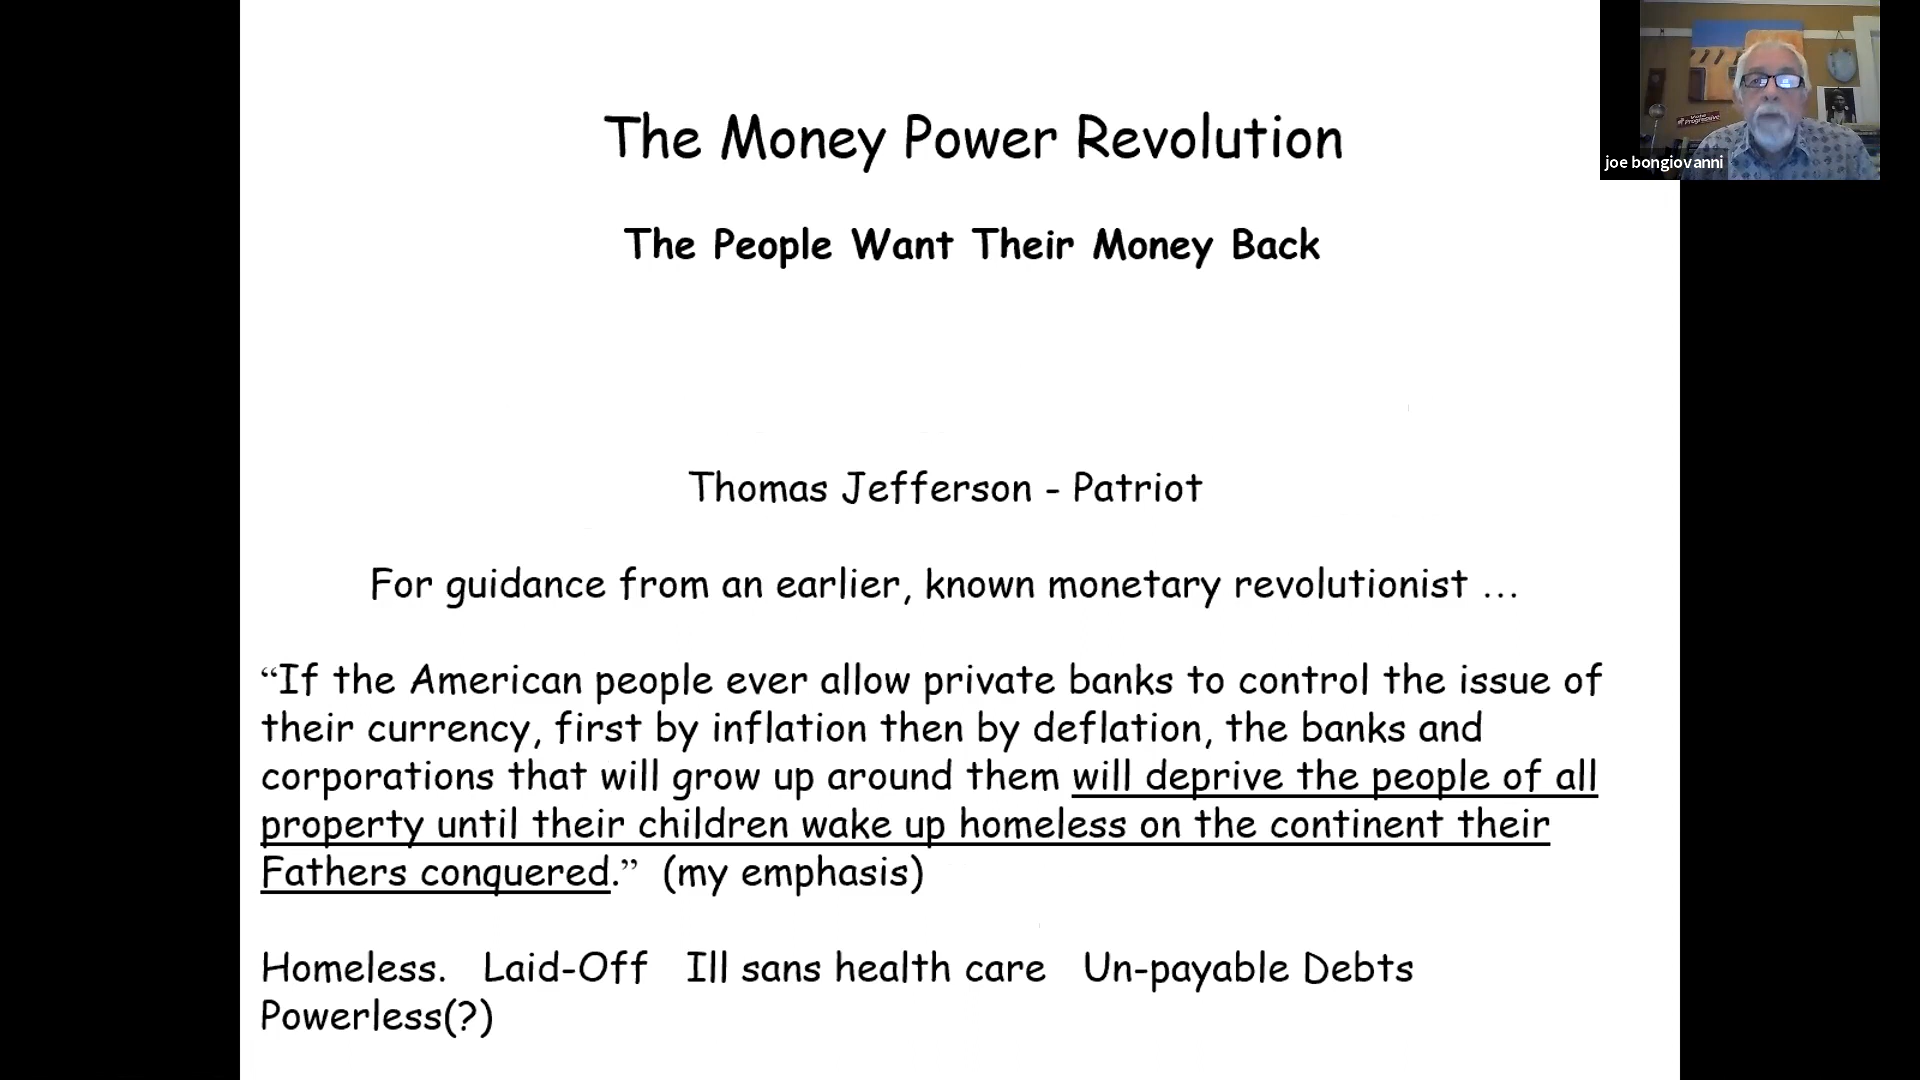 The Money Power Revolution
joe bongiovanni
The People Want Their Money Back
Thomas Jefferson - Patriot
For guidance from an earlier, known monetary revolutionist …
“If the American people ever allow private banks to control the issue of
their currency, first by inflation then by deflation, the banks and
corporations that will grow up around them will deprive the people of all
property until their children wake up homeless on the continent their
Fathers conquered.” (my emphasis)
Homeless. Laid-Off Ill sans health care Un-payable Debts
Powerless(?)